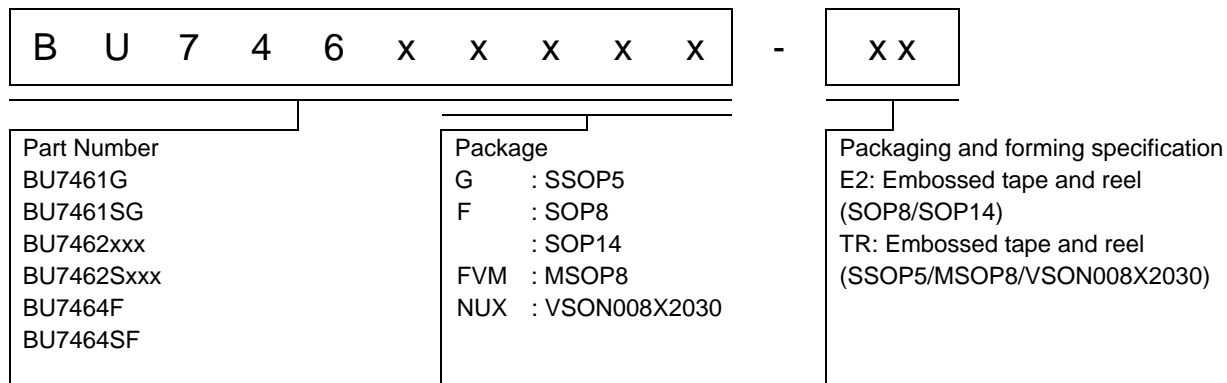 B U 7 4 6 x x x x x - x x
Part Number
BU7461G
BU7461SG
BU7462xxx
BU7462Sxxx
BU7464F
BU7464SF
Package
G : SSOP5
F : SOP8
: SOP14
FVM : MSOP8
NUX : VSON008X2030
Packaging and forming specification
E2: Embossed tape and reel
(SOP8/SOP14)
TR: Embossed tape and reel
(SSOP5/MSOP8/VSON008X2030)